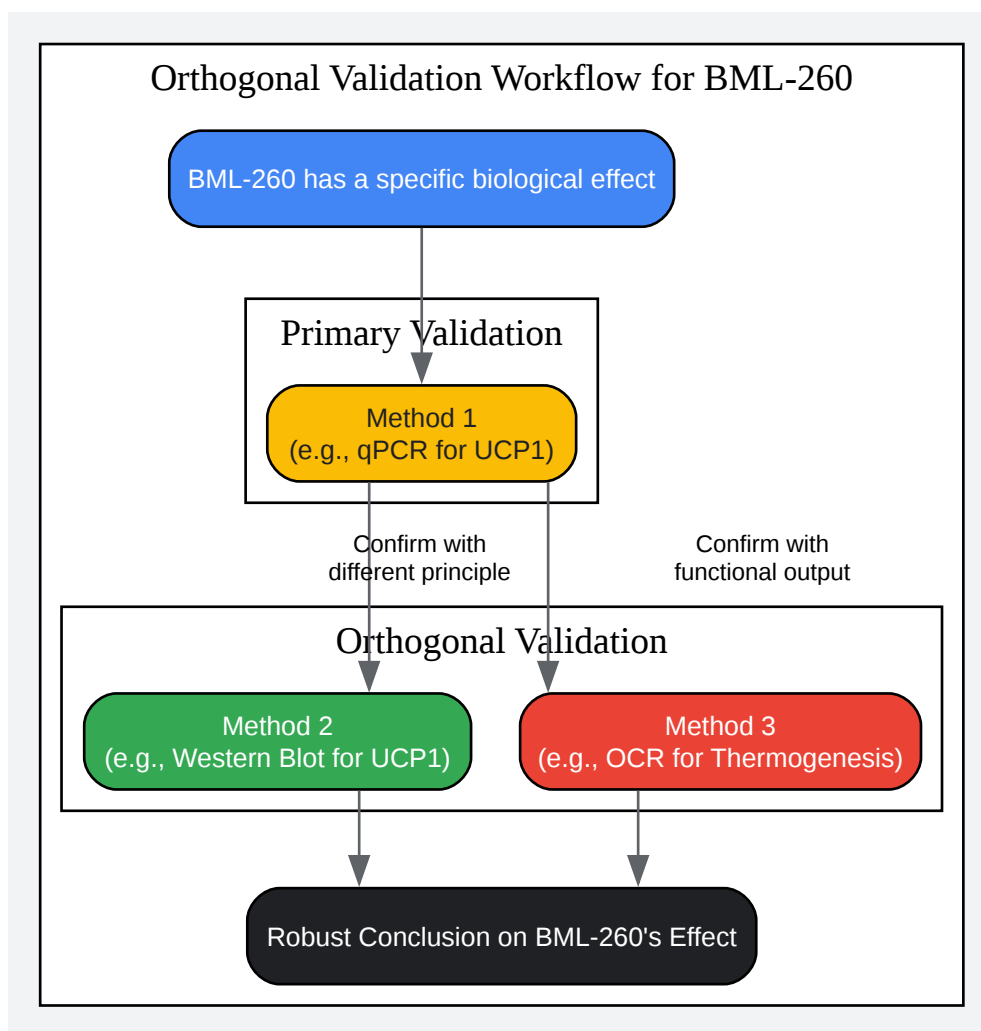 Orthogonal Validation Workflow for BML-260
BML-260 has a specific biological effect
Primary Validation
Method 1
(e.g., qPCR for UCP1)
Confirm with
different principle
Confirm with
functional output
Orthogonal Validation
Method 2
(e.g., Western Blot for UCP1)
Method 3
(e.g., OCR for Thermogenesis)
Robust Conclusion on BML-260's Effect